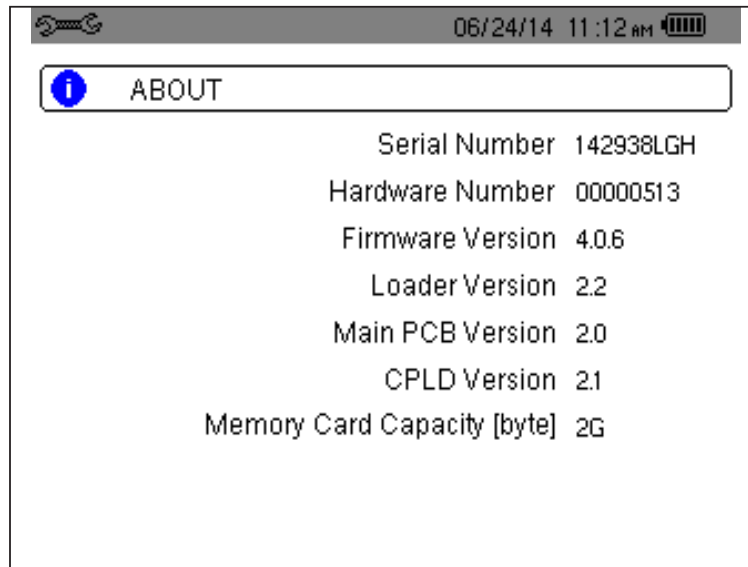 06/24/14 11:12 AM
i ABOUT
Serial Number 142938LGH
Hardware Number 00000513
Firmware Version 4.0.6
Loader Version 2.2
Main PCB Version 2.0
CPLD Version 2.1
Memory Card Capacity [byte] 2G